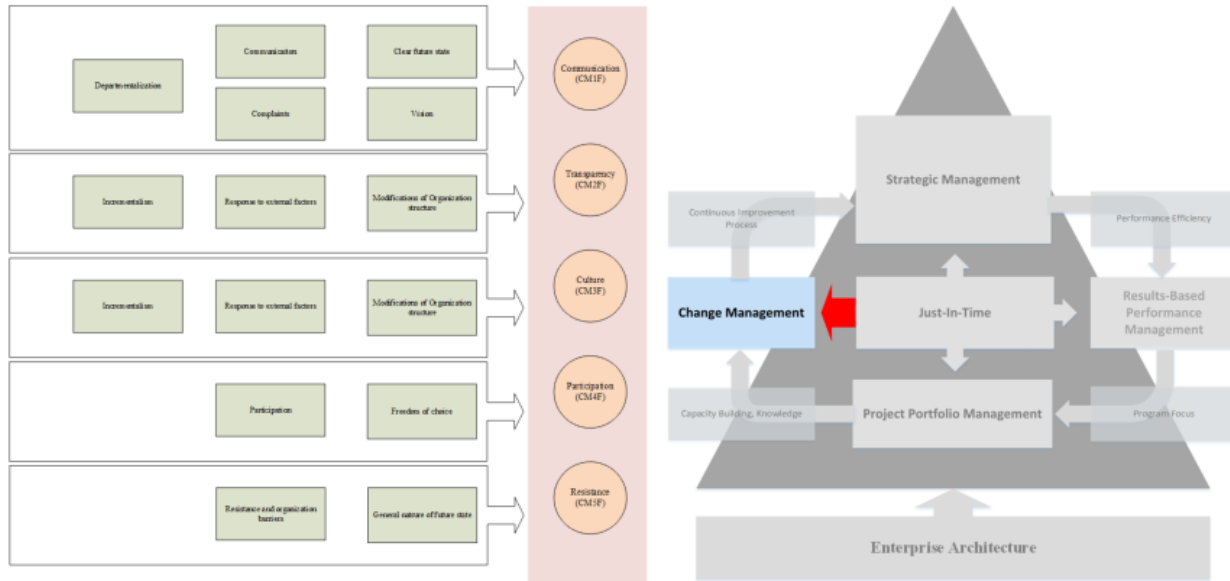 Departmentalization
Communication
Clear future state
Complaints
Vision
Communication
(CM1F)
Incrementalism
Response to external factors
Modifications of Organization
structure
Transparency
(CM2F)
Incrementalism
Response to external factors
Modifications of Organization
structure
Culture
(CM3F)
Participation
Freedom of choice
Participation
(CM4F)
Resistance and organization
barriers
General nature of future state
Resistance
(CM5F)
Strategic Management
Continuous Improvement
Process
Performance Efficiency
Change Management
Just-In-Time
Results-Based
Performance
Management
Capacity Building, Knowledge
Project Portfolio Management
Program Focus
Enterprise Architecture